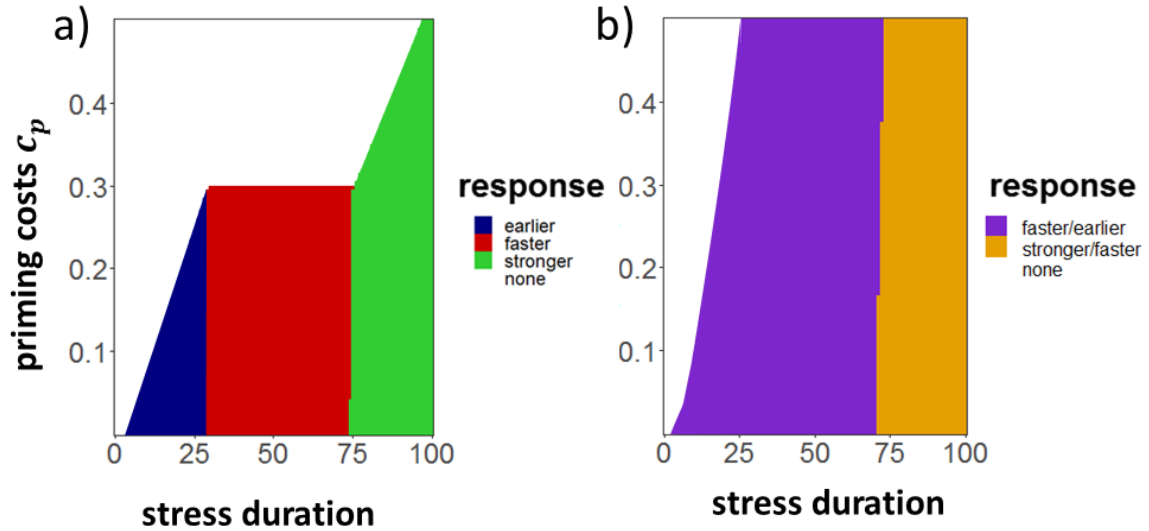 a)
priming costs c_p
0.4
0.3
0.2
0.1
0 25 50 75 100
stress duration
response
earlier
faster
stronger
none
b)
0.4
0.3
0.2
0.1
0 25 50 75 100
stress duration
response
faster/earlier
stronger/faster
none